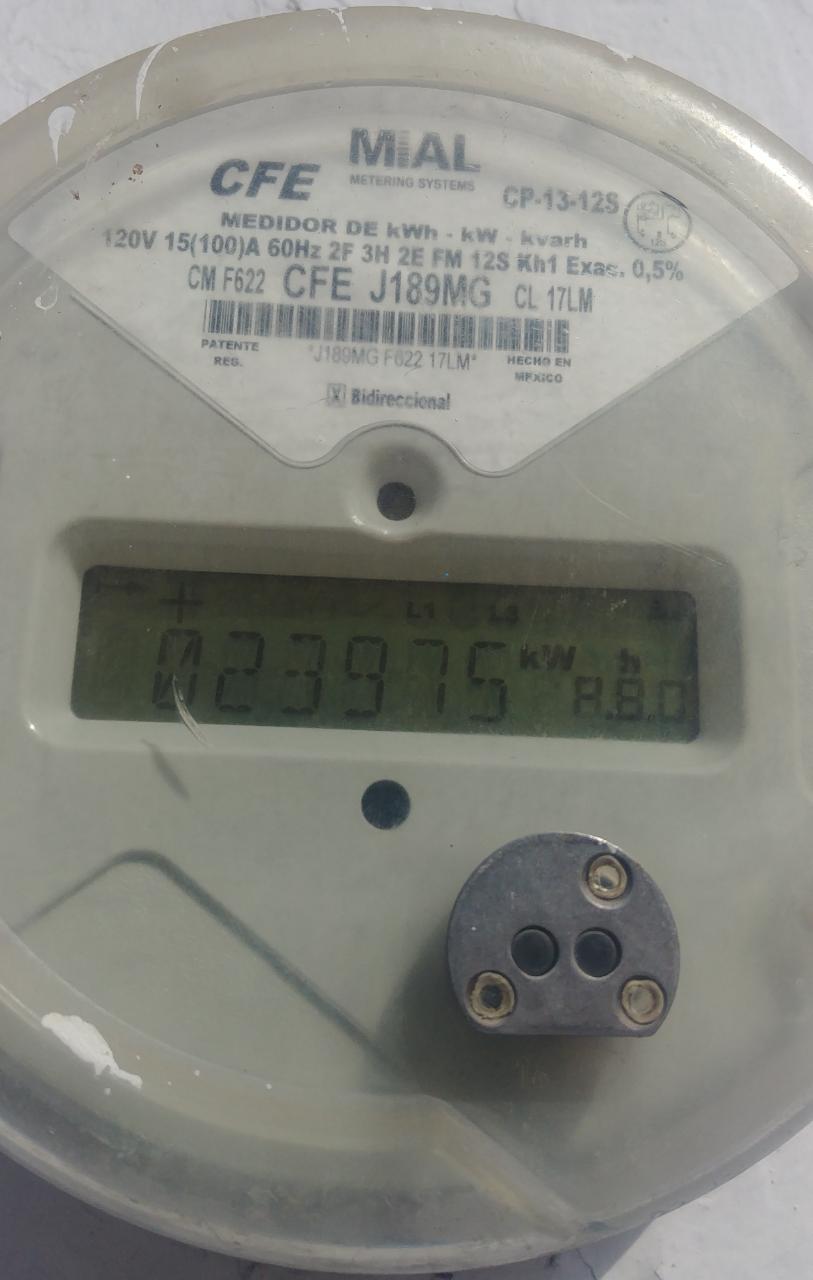 MIAL
CFE METERING SYSTEMS CP-13-12S
MEDIDOR DE kWh - kW - kvarh
120V 15(100)A 60Hz 2F 3H 2E FM 12S Kh1 Exac. 0,5%
CM F622 CFE J189MG CL 17LM
PATENTE RES. *J189MG F622 17LM* HECHO EN MEXICO
X Bidireccional
+ L1 L3
023975 kW h 8.8.0